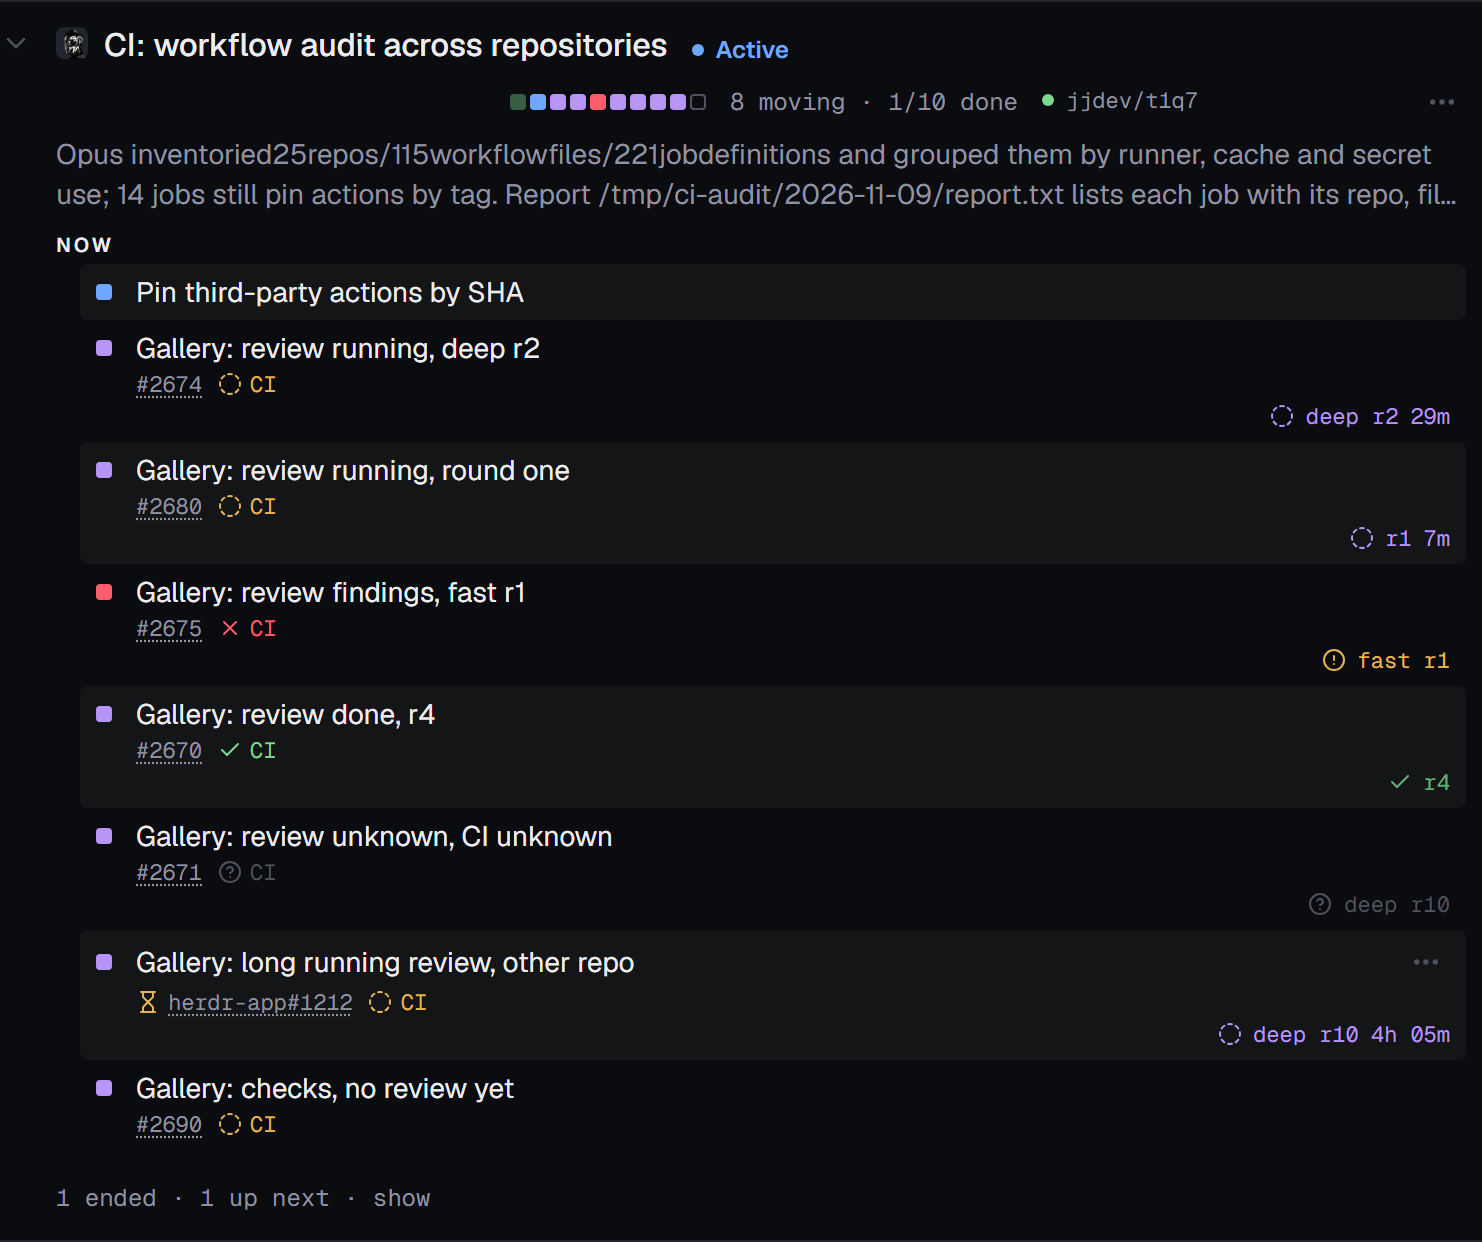 CI: workflow audit across repositories Active
8 moving · 1/10 done jjdev/t1q7
Opus inventoried25repos/115workflowfiles/221jobdefinitions and grouped them by runner, cache and secret
use; 14 jobs still pin actions by tag. Report /tmp/ci-audit/2026-11-09/report.txt lists each job with its repo, fil...
NOW
Pin third-party actions by SHA
Gallery: review running, deep r2
#2674 CI
deep r2 29m
Gallery: review running, round one
#2680 CI
r1 7m
Gallery: review findings, fast r1
#2675 CI
fast r1
Gallery: review done, r4
#2670 CI
r4
Gallery: review unknown, CI unknown
#2671 CI
deep r10
Gallery: long running review, other repo
herdr-app#1212 CI
deep r10 4h 05m
Gallery: checks, no review yet
#2690 CI
1 ended · 1 up next · show